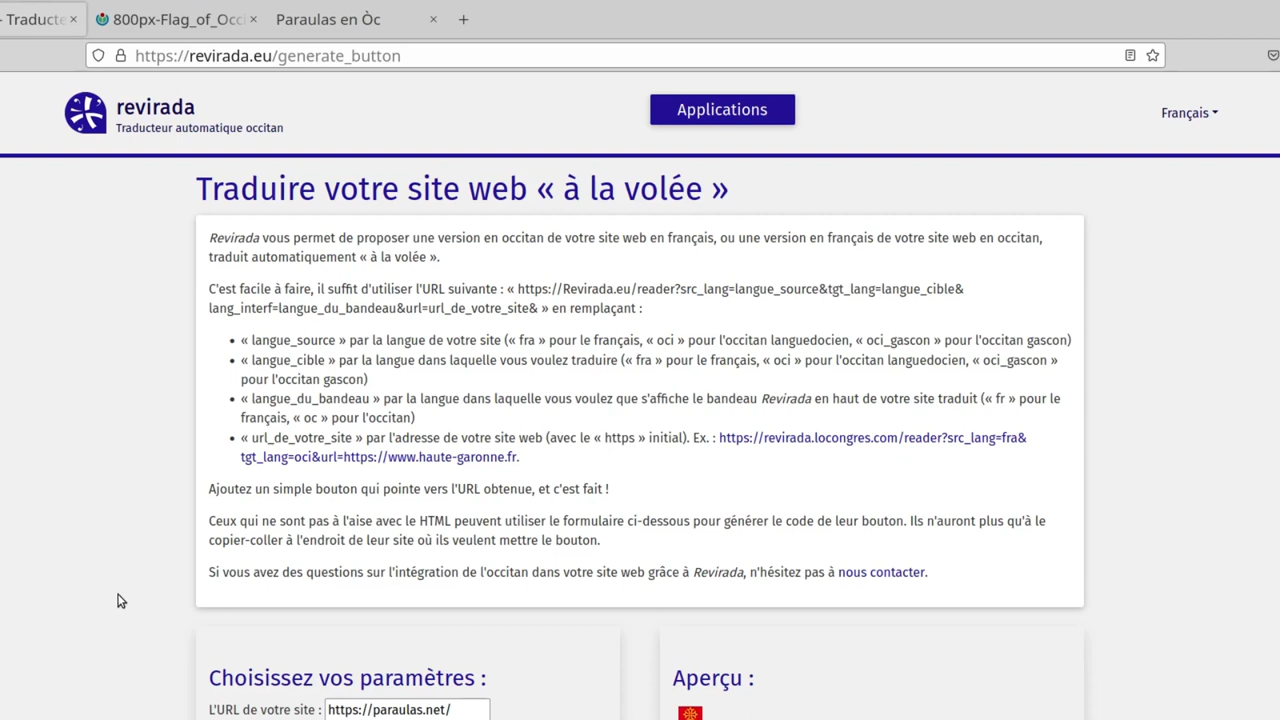 - Traducte ×
800px-Flag_of_Occi ×
Paraulas en Òc ×
+
https://revirada.eu/generate_button
revirada
Traducteur automatique occitan
Applications
Français
Traduire votre site web « à la volée »
Revirada vous permet de proposer une version en occitan de votre site web en français, ou une version en français de votre site web en occitan,
traduit automatiquement « à la volée ».
C'est facile à faire, il suffit d'utiliser l'URL suivante : « https://Revirada.eu/reader?src_lang=langue_source&tgt_lang=langue_cible&
lang_interf=langue_du_bandeau&url=url_de_votre_site& » en remplaçant :
• « langue_source » par la langue de votre site (« fra » pour le français, « oci » pour l'occitan languedocien, « oci_gascon » pour l'occitan gascon)
• « langue_cible » par la langue dans laquelle vous voulez traduire (« fra » pour le français, « oci » pour l'occitan languedocien, « oci_gascon »
pour l'occitan gascon)
• « langue_du_bandeau » par la langue dans laquelle vous voulez que s'affiche le bandeau Revirada en haut de votre site traduit (« fr » pour le
français, « oc » pour l'occitan)
• « url_de_votre_site » par l'adresse de votre site web (avec le « https » initial). Ex. : https://revirada.locongres.com/reader?src_lang=fra&
tgt_lang=oci&url=https://www.haute-garonne.fr.
Ajoutez un simple bouton qui pointe vers l'URL obtenue, et c'est fait !
Ceux qui ne sont pas à l'aise avec le HTML peuvent utiliser le formulaire ci-dessous pour générer le code de leur bouton. Ils n'auront plus qu'à le
copier-coller à l'endroit de leur site où ils veulent mettre le bouton.
Si vous avez des questions sur l'intégration de l'occitan dans votre site web grâce à Revirada, n'hésitez pas à nous contacter.
Choisissez vos paramètres :
L'URL de votre site : https://paraulas.net/
Aperçu :